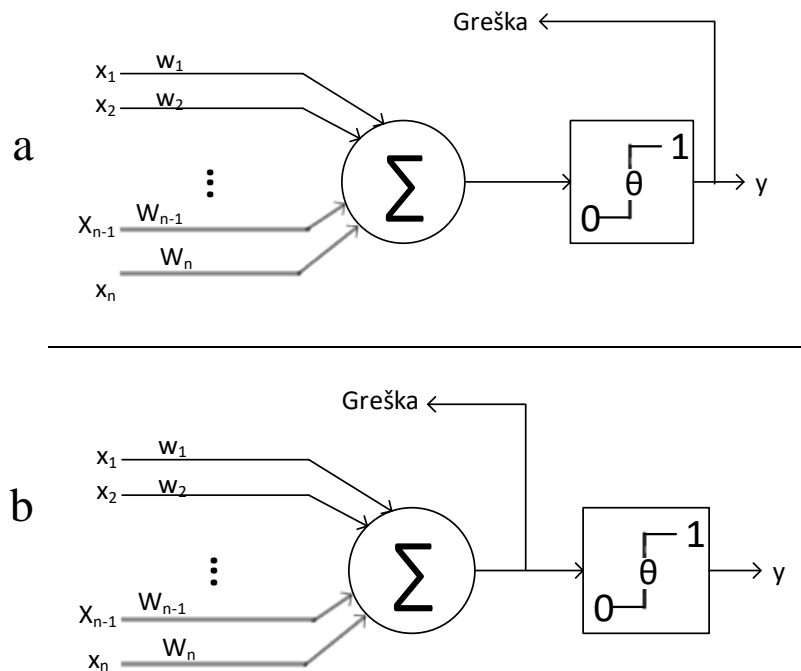 Greška
x1 w1
x2 w2
a
∑
1
θ
0
y
⋮
Xn-1 Wn-1
xn Wn
Greška
x1 w1
x2 w2
b
∑
1
θ
0
y
⋮
Xn-1 Wn-1
xn Wn